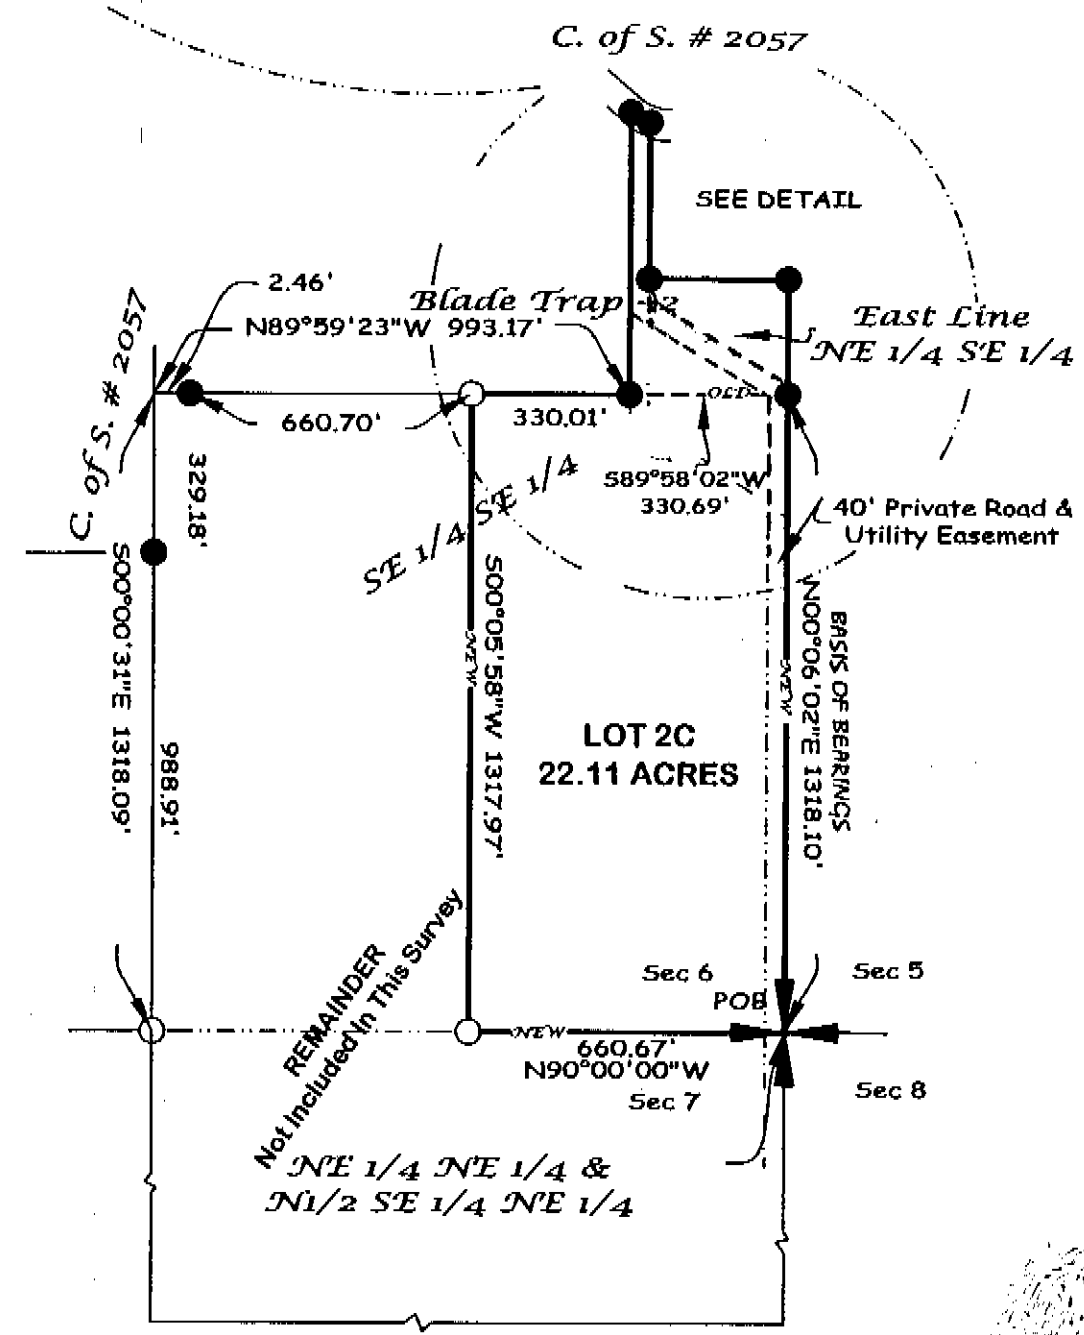 C. of S. # 2057
SEE DETAIL
2.46'
Blade Trap #2
N89°59'23"W 993.17'
East Line
NE 1/4 SE 1/4
C. of S. # 2057
OLD
660.70'
330.01'
S89°58'02"W
330.69'
329.18'
SE 1/4 SE 1/4
40' Private Road &
Utility Easement
S00°00'31"E 1318.09'
988.91'
NEW
S00°05'58"W 1317.97'
NEW
N00°06'02"E 1318.10'
BASIS OF BEARINGS
LOT 2C
22.11 ACRES
REMAINDER
Not Included In This Survey
Sec 6
Sec 5
POB
NEW
660.67'
N90°00'00"W
Sec 7
Sec 8
NE 1/4 NE 1/4 &
N1/2 SE 1/4 NE 1/4